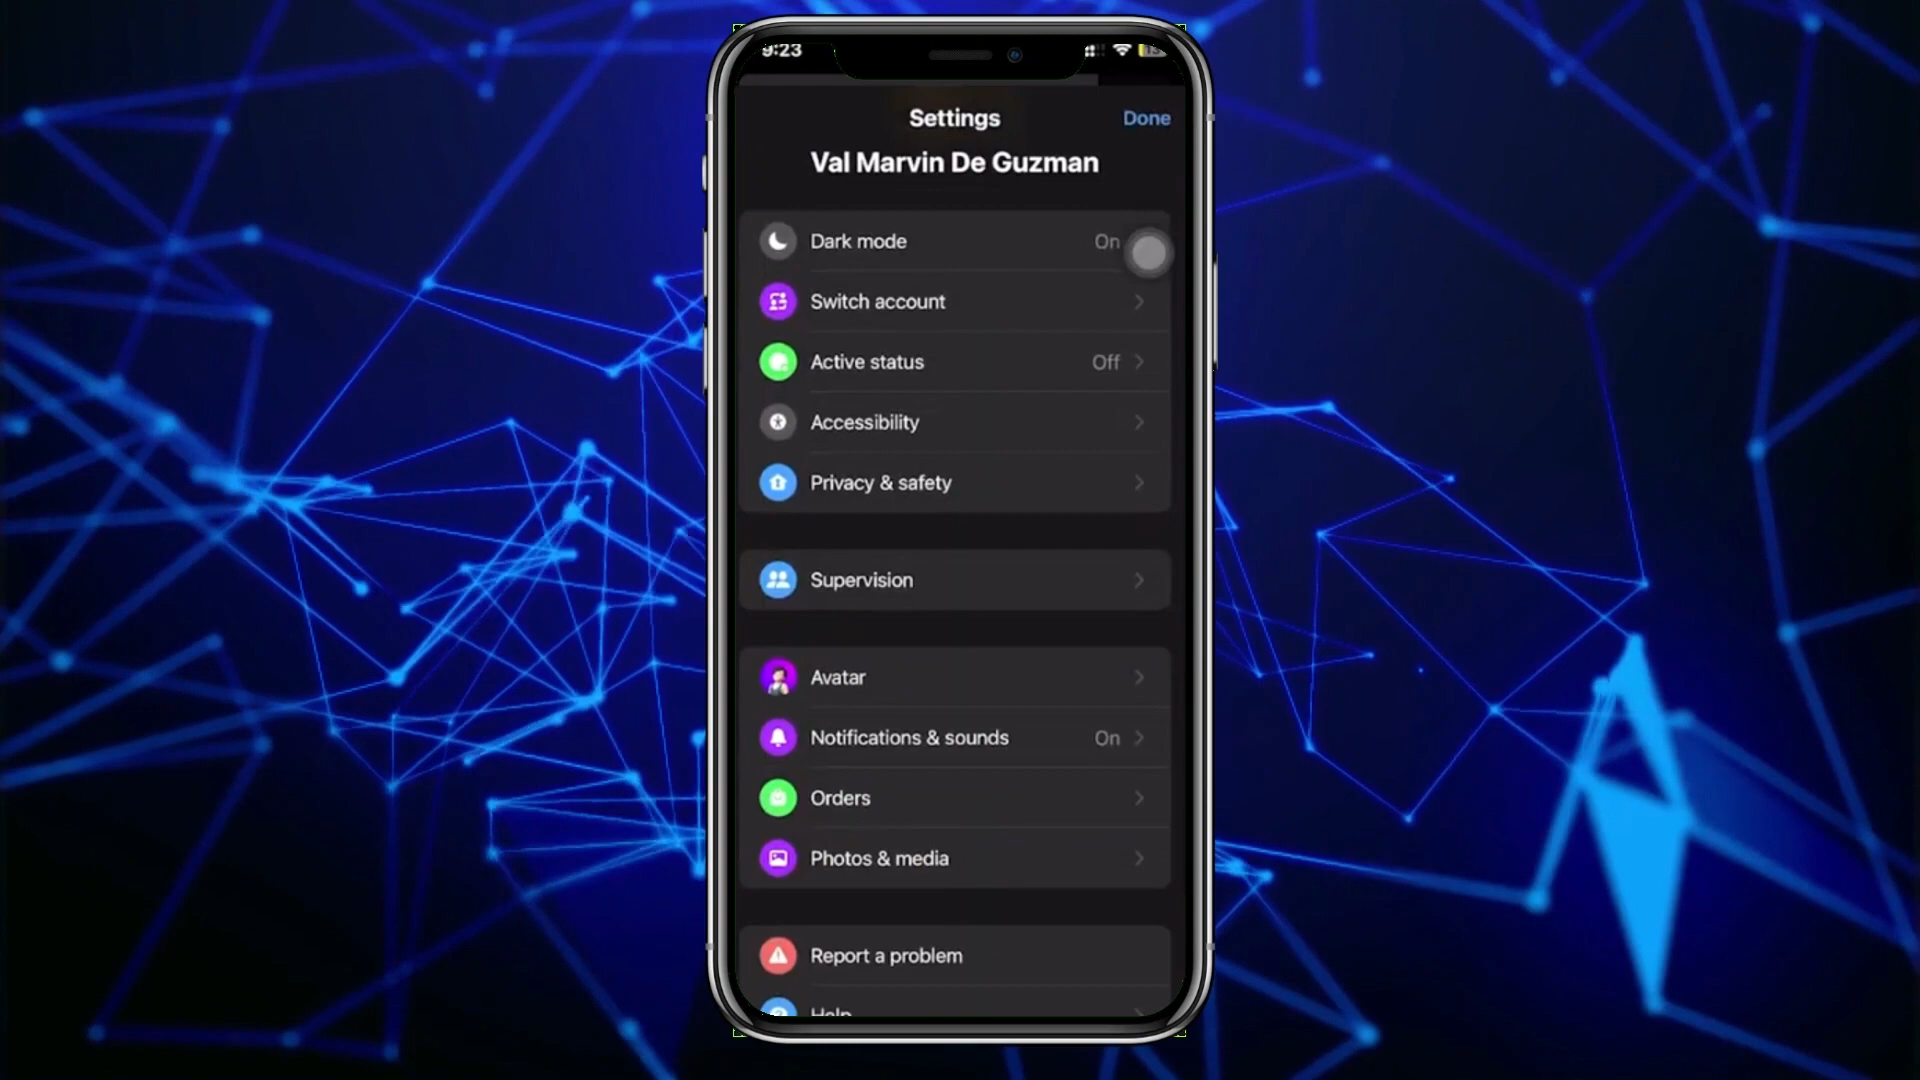 9:23
Settings
Done
Val Marvin De Guzman
Dark mode
On
Switch account
Active status
Off
Accessibility
Privacy & safety
Supervision
Avatar
Notifications & sounds
On
Orders
Photos & media
Report a problem
Help